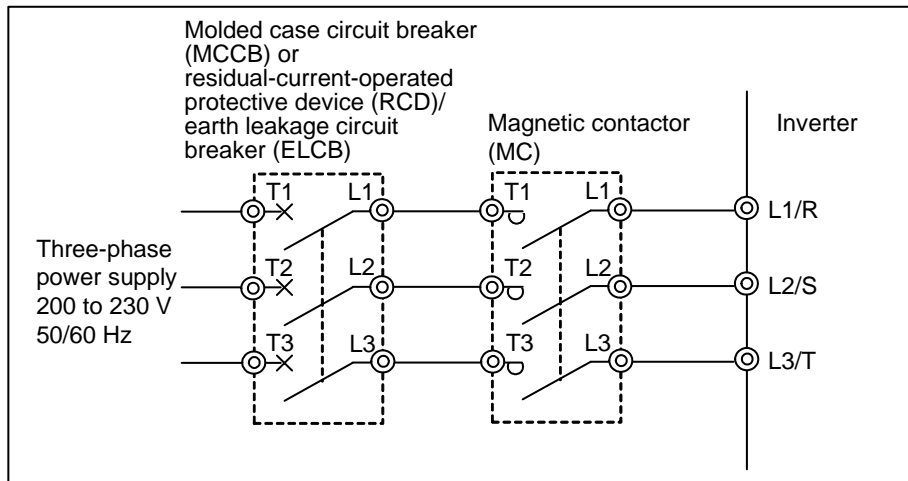 Molded case circuit breaker
(MCCB) or
residual-current-operated
protective device (RCD)/
earth leakage circuit
breaker (ELCB)
Magnetic contactor
(MC)
Inverter
T1 L1 T1 L1
L1/R
Three-phase
power supply
200 to 230 V
50/60 Hz
T2 L2 T2 L2
L2/S
T3 L3 T3 L3
L3/T